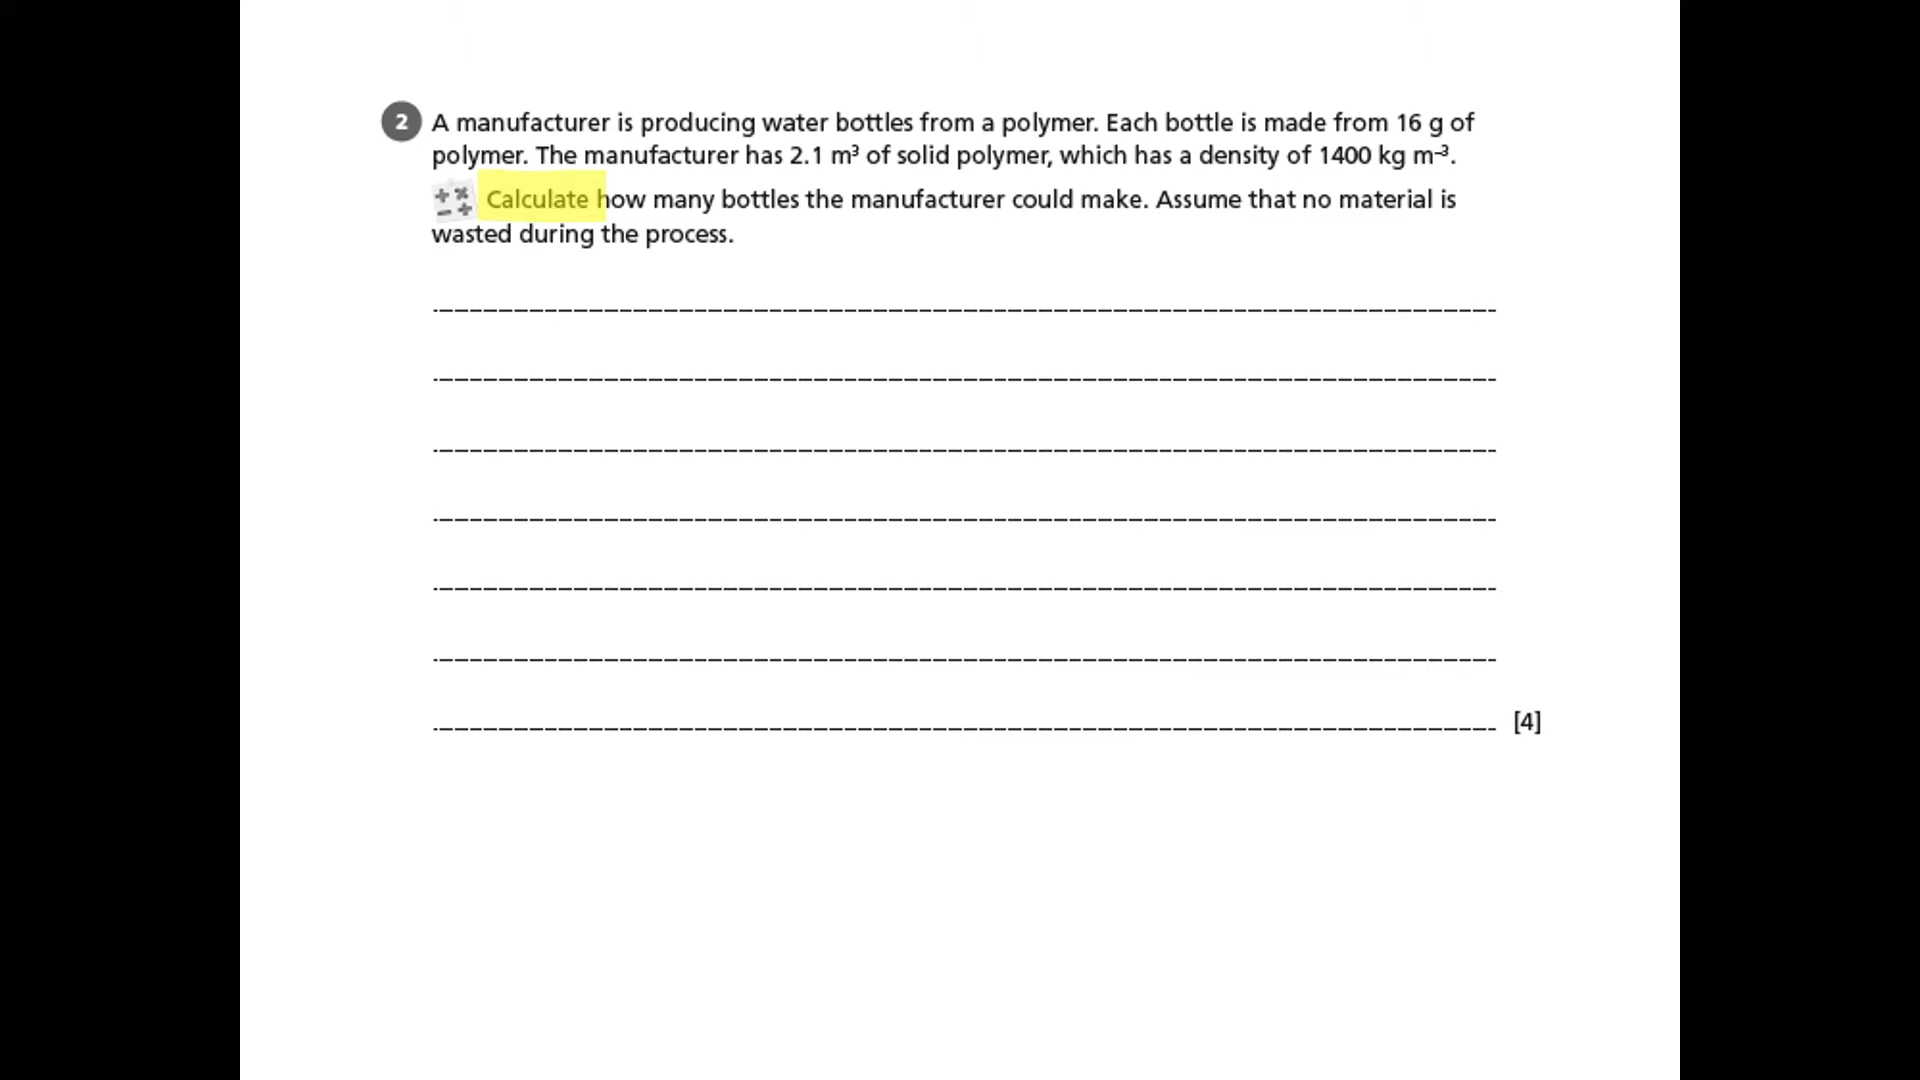 2 A manufacturer is producing water bottles from a polymer. Each bottle is made from 16 g of
polymer. The manufacturer has 2.1 m³ of solid polymer, which has a density of 1400 kg m⁻³.
Calculate how many bottles the manufacturer could make. Assume that no material is
wasted during the process.
[4]